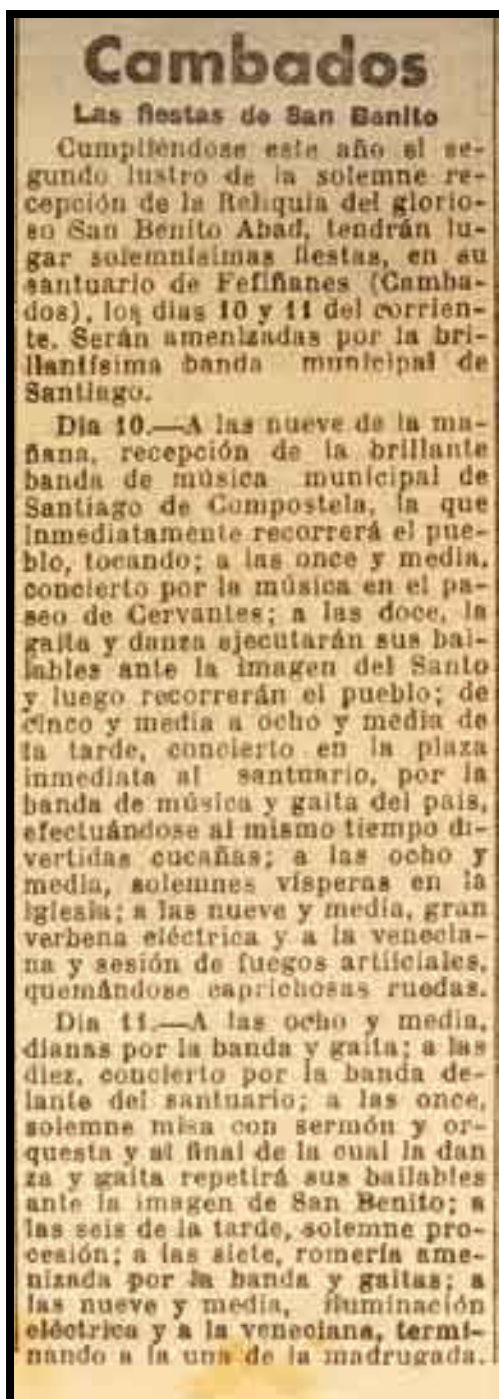 Cambados
Las fiestas de San Benito
Cumpliéndose este año el se-
gundo lustro de la solemne re-
cepción de la Reliquia del glorio-
so San Benito Abad, tendrán lu-
gar solemnísimas fiestas, en su
santuario de Fefiñanes (Camba-
dos), los días 10 y 11 del corrien-
te. Serán amenizadas por la bri-
llantísima banda municipal de
Santiago.
Día 10.—A las nueve de la ma-
ñana, recepción de la brillante
banda de música municipal de
Santiago de Compostela, la que
inmediatamente recorrerá el pue-
blo, tocando; a las once y media,
concierto por la música en el pa-
seo de Cervantes; a las doce, la
gaita y danza ejecutarán sus bai-
lables ante la imagen del Santo
y luego recorrerán el pueblo; de
cinco y media a ocho y media de
la tarde, concierto en la plaza
inmediata al santuario, por la
banda de música y gaita del país,
efectuándose al mismo tiempo di-
vertidas cucañas; a las ocho y
media, solemnes vísperas en la
iglesia; a las nueve y media, gran
verbena eléctrica y a la venecia-
na y sesión de fuegos artiiciales,
quemándose caprichosas ruedas.
Día 11.—A las ocho y media,
dianas por la banda y gaita; a las
diez, concierto por la banda de-
lante del santuario; a las once,
solemne misa con sermón y or-
questa y al final de la cual la dan
za y gaita repetirá sus bailables
ante la imagen de San Benito; a
las seis de la tarde, solemne pro-
cesión; a las siete, romería ame-
nizada por la banda y gaitas; a
las nueve y media, iluminación
eléctrica y a la veneciana, termi-
nando a la una de la madrugada.